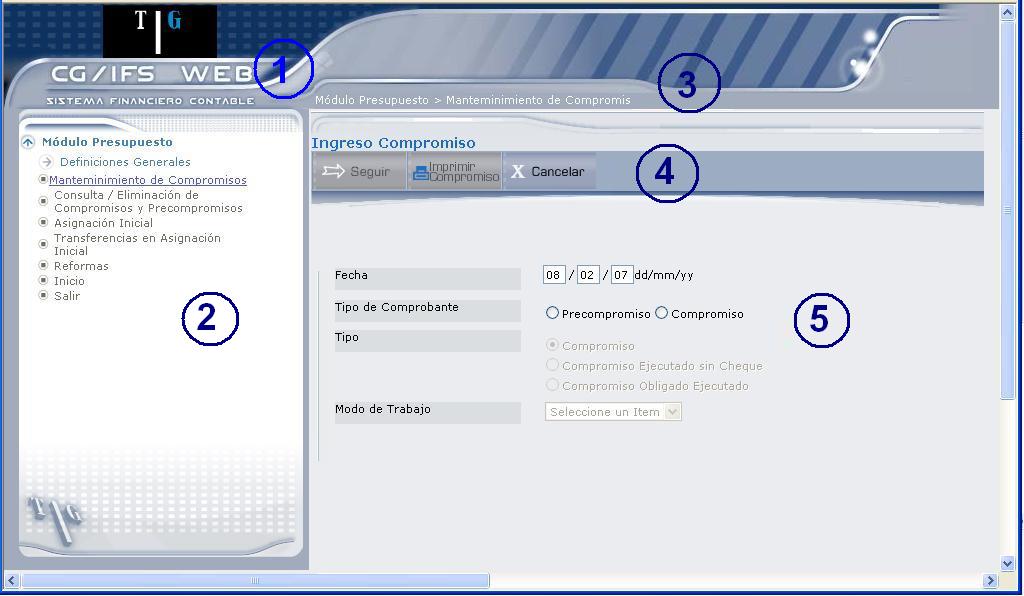 T G
CG/IFS WEB
1
SISTEMA FINANCIERO CONTABLE
3
Módulo Presupuesto > Manteminimiento de Compromis
Módulo Presupuesto
Definiciones Generales
Manteminimiento de Compromisos
Consulta / Eliminación de
Compromisos y Precompromisos
Asignación Inicial
Transferencias en Asignación
Inicial
Reformas
Inicio
Salir
2
T G
Ingreso Compromiso
Seguir
Imprimir
Compromiso
X Cancelar
4
Fecha
08 / 02 / 07 dd/mm/yy
Tipo de Comprobante
Precompromiso Compromiso
5
Tipo
Compromiso
Compromiso Ejecutado sin Cheque
Compromiso Obligado Ejecutado
Modo de Trabajo
Seleccione un Item